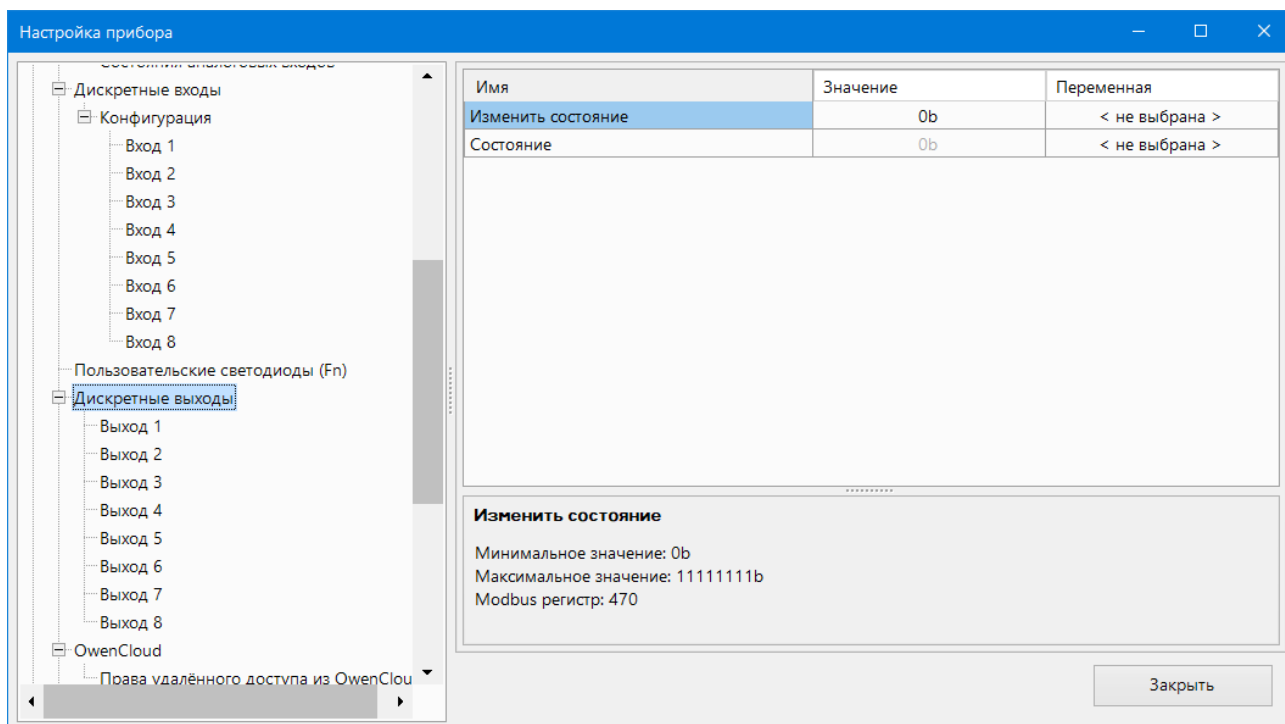 Настройка прибора
Состояния аналоговых входов
Дискретные входы
Конфигурация
Вход 1
Вход 2
Вход 3
Вход 4
Вход 5
Вход 6
Вход 7
Вход 8
Пользовательские светодиоды (Fn)
Дискретные выходы
Выход 1
Выход 2
Выход 3
Выход 4
Выход 5
Выход 6
Выход 7
Выход 8
OwenCloud
Права удалённого доступа из OwenClou
Имя Значение Переменная
Изменить состояние 0b < не выбрана >
Состояние 0b < не выбрана >
Изменить состояние
Минимальное значение: 0b
Максимальное значение: 11111111b
Modbus регистр: 470
Закрыть